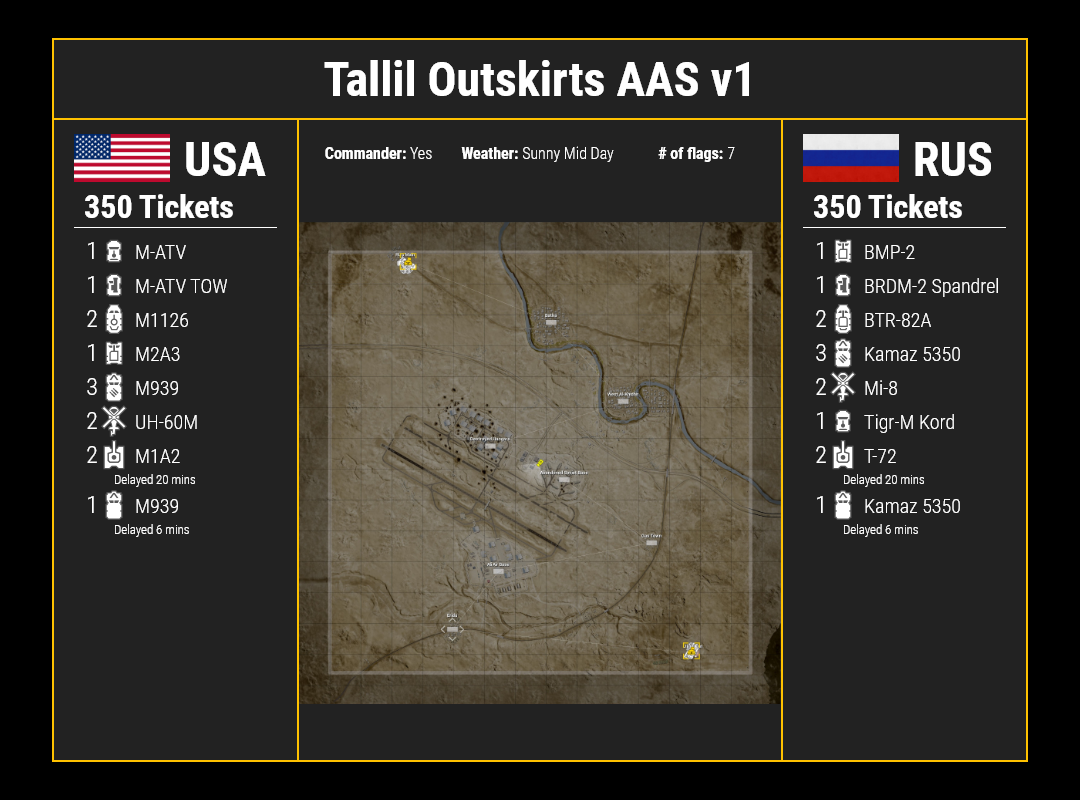 Tallil Outskirts AAS v1
USA
350 Tickets
1 M-ATV
1 M-ATV TOW
2 M1126
1 M2A3
3 M939
2 UH-60M
2 M1A2
Delayed 20 mins
1 M939
Delayed 6 mins
Commander: Yes Weather: Sunny Mid Day # of flags: 7
RUS
350 Tickets
1 BMP-2
1 BRDM-2 Spandrel
2 BTR-82A
3 Kamaz 5350
2 Mi-8
1 Tigr-M Kord
2 T-72
Delayed 20 mins
1 Kamaz 5350
Delayed 6 mins